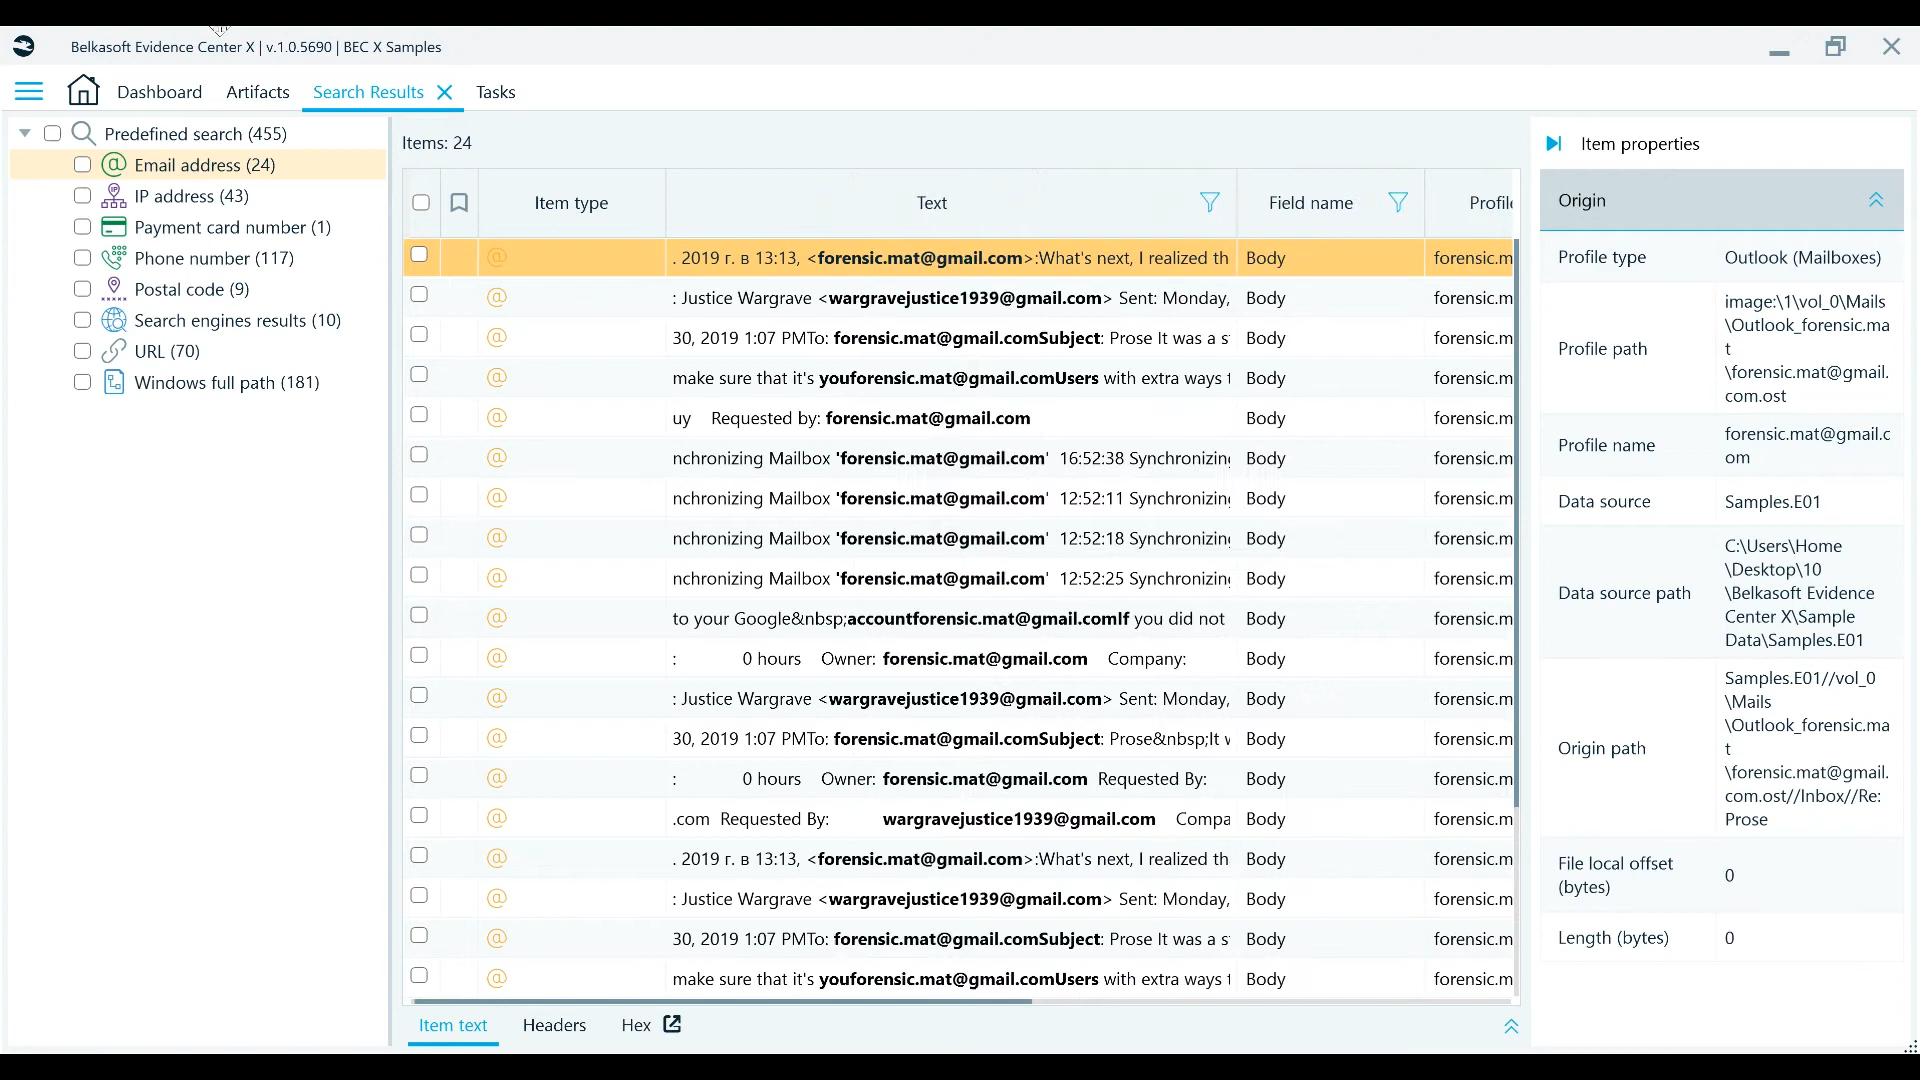 Belkasoft Evidence Center X | v.1.0.5690 | BEC X Samples
Dashboard Artifacts Search Results Tasks
Predefined search (455)
Email address (24)
IP address (43)
Payment card number (1)
Phone number (117)
Postal code (9)
Search engines results (10)
URL (70)
Windows full path (181)
Items: 24
Item type Text Field name Profile
. 2019 г. в 13:13, <forensic.mat@gmail.com>:What's next, I realized th Body forensic.m
: Justice Wargrave <wargravejustice1939@gmail.com> Sent: Monday, Body forensic.m
30, 2019 1:07 PMTo: forensic.mat@gmail.comSubject: Prose It was a s Body forensic.m
make sure that it's youforensic.mat@gmail.comUsers with extra ways t Body forensic.m
uy Requested by: forensic.mat@gmail.com Body forensic.m
nchronizing Mailbox 'forensic.mat@gmail.com' 16:52:38 Synchronizing Body forensic.m
nchronizing Mailbox 'forensic.mat@gmail.com' 12:52:11 Synchronizing Body forensic.m
nchronizing Mailbox 'forensic.mat@gmail.com' 12:52:18 Synchronizing Body forensic.m
nchronizing Mailbox 'forensic.mat@gmail.com' 12:52:25 Synchronizing Body forensic.m
to your Google&nbsp;accountforensic.mat@gmail.comIf you did not Body forensic.m
: 0 hours Owner: forensic.mat@gmail.com Company: Body forensic.m
: Justice Wargrave <wargravejustice1939@gmail.com> Sent: Monday, Body forensic.m
30, 2019 1:07 PMTo: forensic.mat@gmail.comSubject: Prose&nbsp;It w Body forensic.m
: 0 hours Owner: forensic.mat@gmail.com Requested By: Body forensic.m
.com Requested By: wargravejustice1939@gmail.com Compa Body forensic.m
. 2019 г. в 13:13, <forensic.mat@gmail.com>:What's next, I realized th Body forensic.m
: Justice Wargrave <wargravejustice1939@gmail.com> Sent: Monday, Body forensic.m
30, 2019 1:07 PMTo: forensic.mat@gmail.comSubject: Prose It was a s Body forensic.m
make sure that it's youforensic.mat@gmail.comUsers with extra ways t Body forensic.m
Item text Headers Hex
Item properties
Origin
Profile type Outlook (Mailboxes)
Profile path image:\1\vol_0\Mails
\Outlook_forensic.ma
t
\forensic.mat@gmail.
com.ost
Profile name forensic.mat@gmail.c
om
Data source Samples.E01
Data source path C:\Users\Home
\Desktop\10
\Belkasoft Evidence
Center X\Sample
Data\Samples.E01
Origin path Samples.E01//vol_0
\Mails
\Outlook_forensic.ma
t
\forensic.mat@gmail.
com.ost//Inbox//Re:
Prose
File local offset
(bytes) 0
Length (bytes) 0